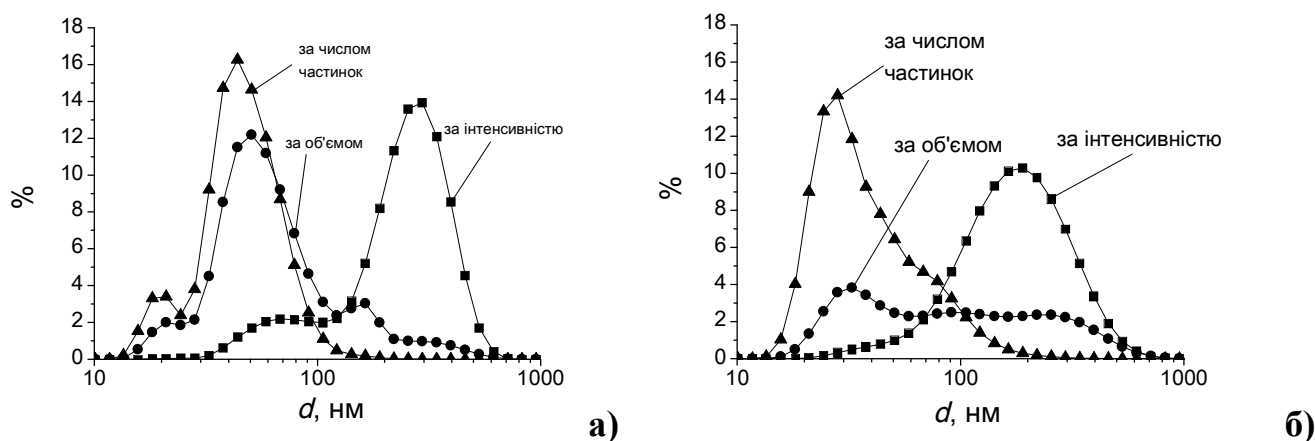 18
16
14
12
10
8
6
4
2
0
%
за числом
частинок
за об'ємом
за інтенсивністю
10
100
1000
d, нм
а)
18
16
14
12
10
8
6
4
2
0
%
за числом
частинок
за об'ємом
за інтенсивністю
10
100
1000
d, нм
б)